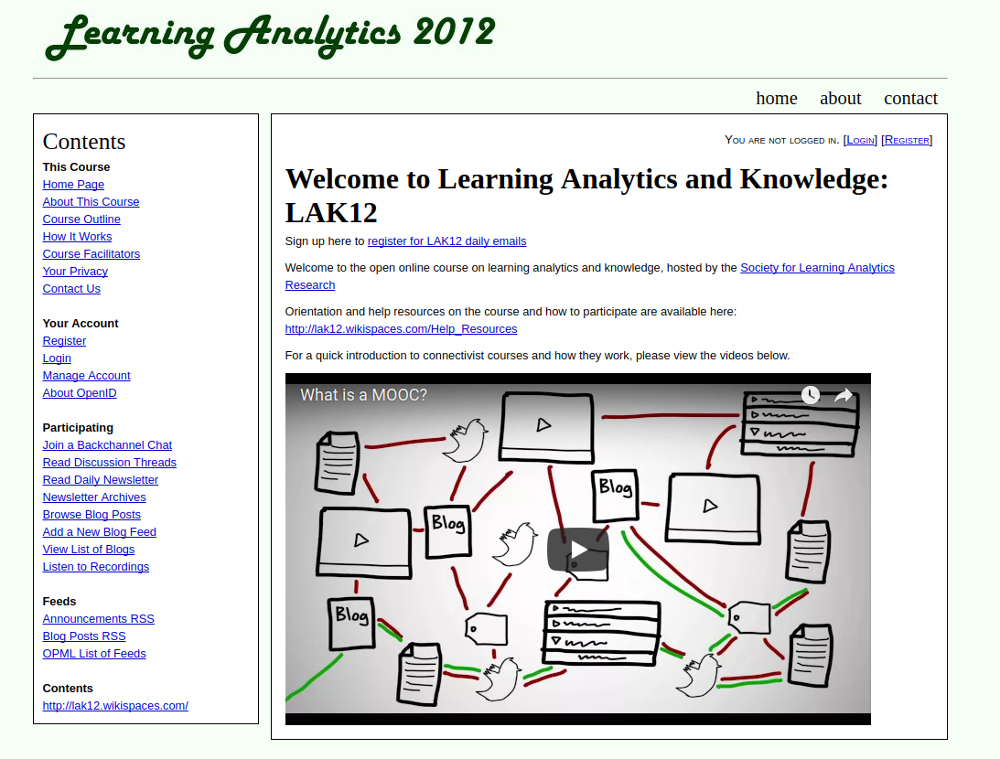 Learning Analytics 2012
home about contact
Contents
This Course
Home Page
About This Course
Course Outline
How It Works
Course Facilitators
Your Privacy
Contact Us
Your Account
Register
Login
Manage Account
About OpenID
Participating
Join a Backchannel Chat
Read Discussion Threads
Read Daily Newsletter
Newsletter Archives
Browse Blog Posts
Add a New Blog Feed
View List of Blogs
Listen to Recordings
Feeds
Announcements RSS
Blog Posts RSS
OPML List of Feeds
Contents
http://lak12.wikispaces.com/
You are not logged in. [Login] [Register]
Welcome to Learning Analytics and Knowledge:
LAK12
Sign up here to register for LAK12 daily emails
Welcome to the open online course on learning analytics and knowledge, hosted by the Society for Learning Analytics
Research
Orientation and help resources on the course and how to participate are available here:
http://lak12.wikispaces.com/Help_Resources
For a quick introduction to connectivist courses and how they work, please view the videos below.
What is a MOOC?
Blog
Blog
Blog